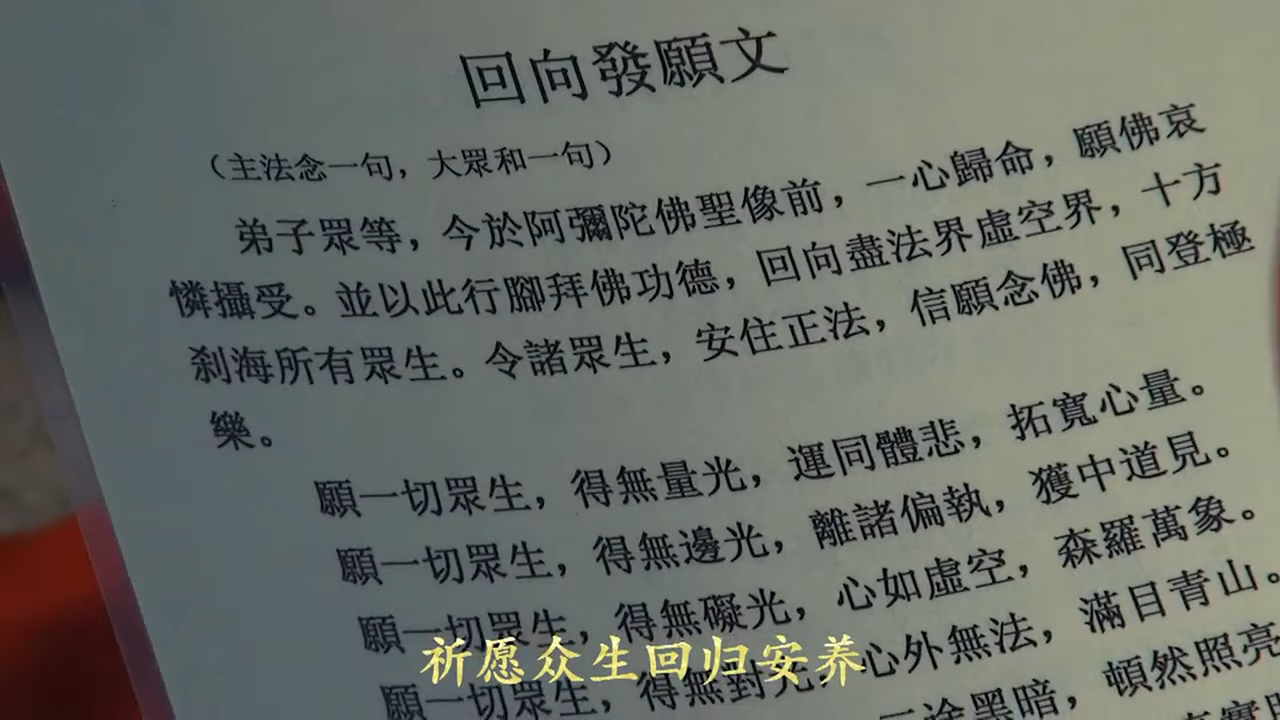 回向發願文
(主法念一句，大眾和一句)
弟子眾等，今於阿彌陀佛聖像前，一心歸命，願佛哀
憐攝受。並以此行腳拜佛功德，回向盡法界虛空界，十方
剎海所有眾生。令諸眾生，安住正法，信願念佛，同登極
樂。
願一切眾生，得無量光，運同體悲，拓寬心量。
願一切眾生，得無邊光，離諸偏執，獲中道見。
願一切眾生，得無礙光，心如虛空，森羅萬象。
願一切眾生，得無對光，心外無法，滿目青山。
三途黑暗，頓然照亮
祈愿众生回归安养